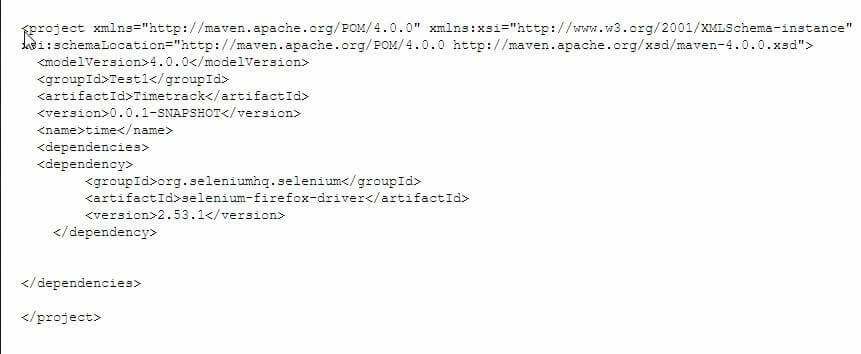 <project xmlns="http://maven.apache.org/POM/4.0.0" xmlns:xsi="http://www.w3.org/2001/XMLSchema-instance"
xsi:schemaLocation="http://maven.apache.org/POM/4.0.0 http://maven.apache.org/xsd/maven-4.0.0.xsd">
<modelVersion>4.0.0</modelVersion>
<groupId>Test1</groupId>
<artifactId>Timetrack</artifactId>
<version>0.0.1-SNAPSHOT</version>
<name>time</name>
<dependencies>
<dependency>
<groupId>org.seleniumhq.selenium</groupId>
<artifactId>selenium-firefox-driver</artifactId>
<version>2.53.1</version>
</dependency>
</dependencies>
</project>